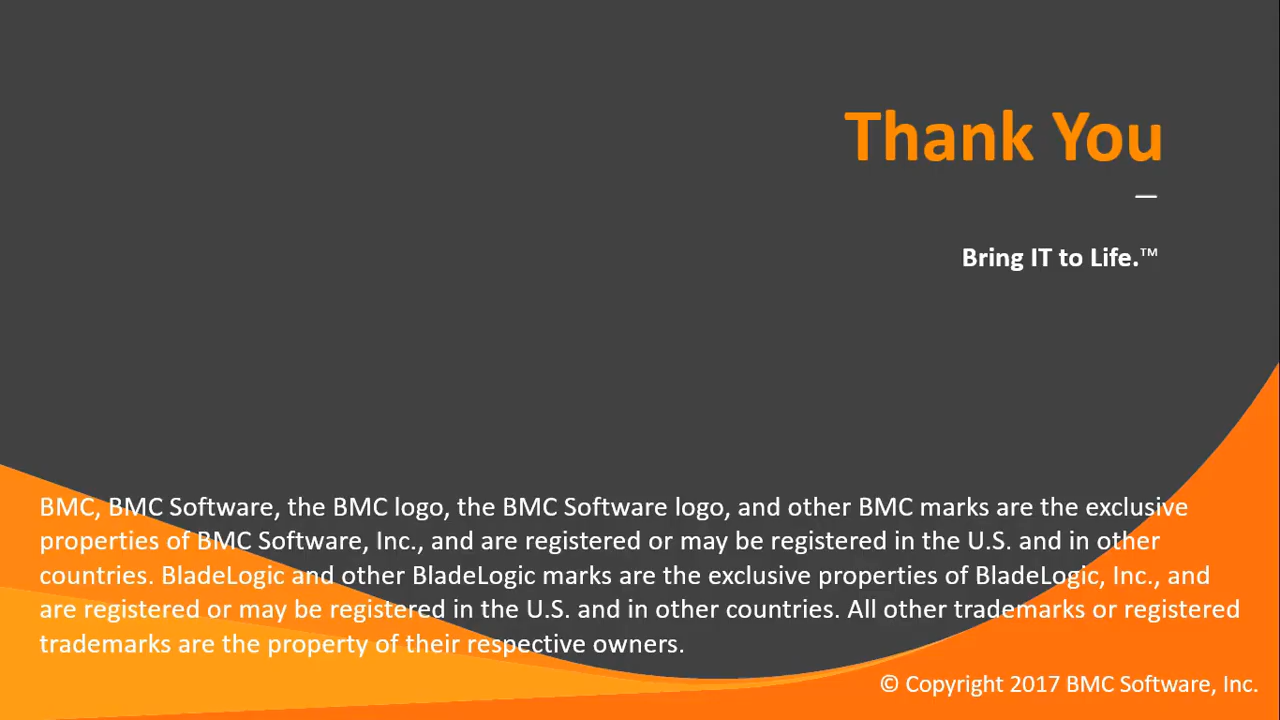 Thank You
Bring IT to Life.™
BMC, BMC Software, the BMC logo, the BMC Software logo, and other BMC marks are the exclusive
properties of BMC Software, Inc., and are registered or may be registered in the U.S. and in other
countries. BladeLogic and other BladeLogic marks are the exclusive properties of BladeLogic, Inc., and
are registered or may be registered in the U.S. and in other countries. All other trademarks or registered
trademarks are the property of their respective owners.
© Copyright 2017 BMC Software, Inc.